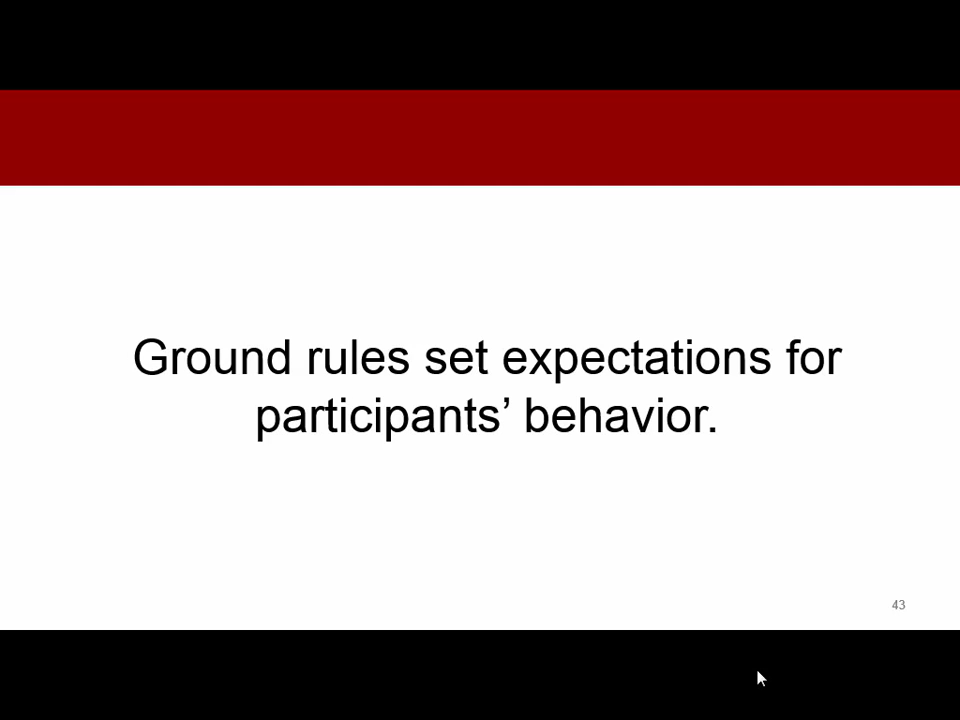 Ground rules set expectations for
participants’ behavior.
43